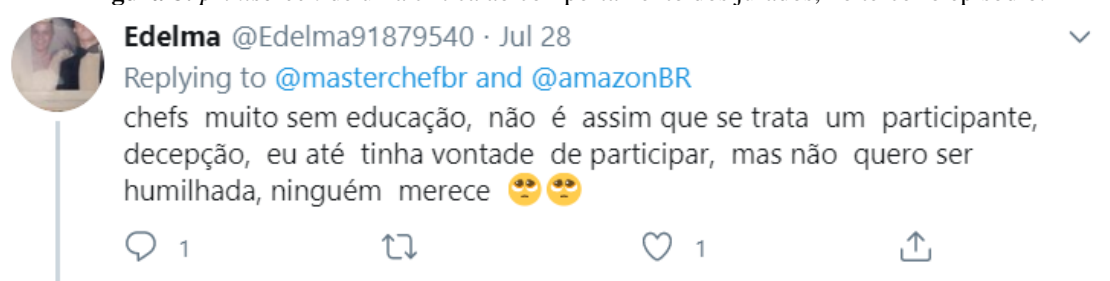 Edelma @Edelma91879540 · Jul 28
Replying to @masterchefbr and @amazonBR
chefs muito sem educação, não é assim que se trata um participante,
decepção, eu até tinha vontade de participar, mas não quero ser
humilhada, ninguém merece 🥺🥺
1 1